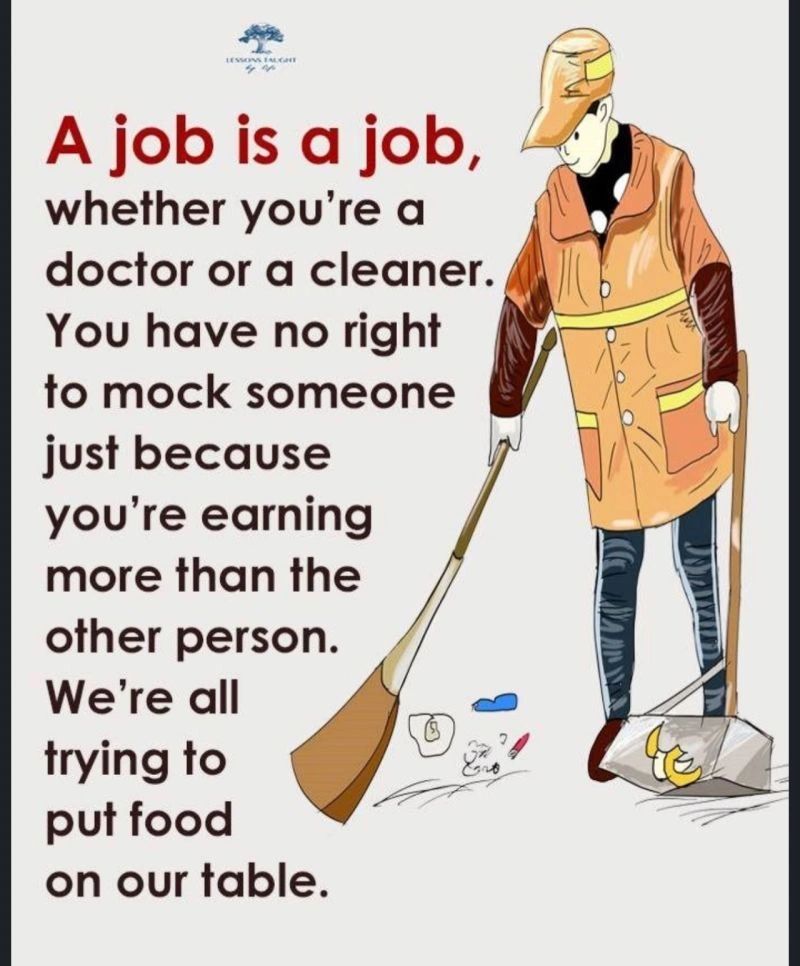 LESSONS TAUGHT
by life
A job is a job,
whether you're a
doctor or a cleaner.
You have no right
to mock someone
just because
you're earning
more than the
other person.
We're all
trying to
put food
on our table.